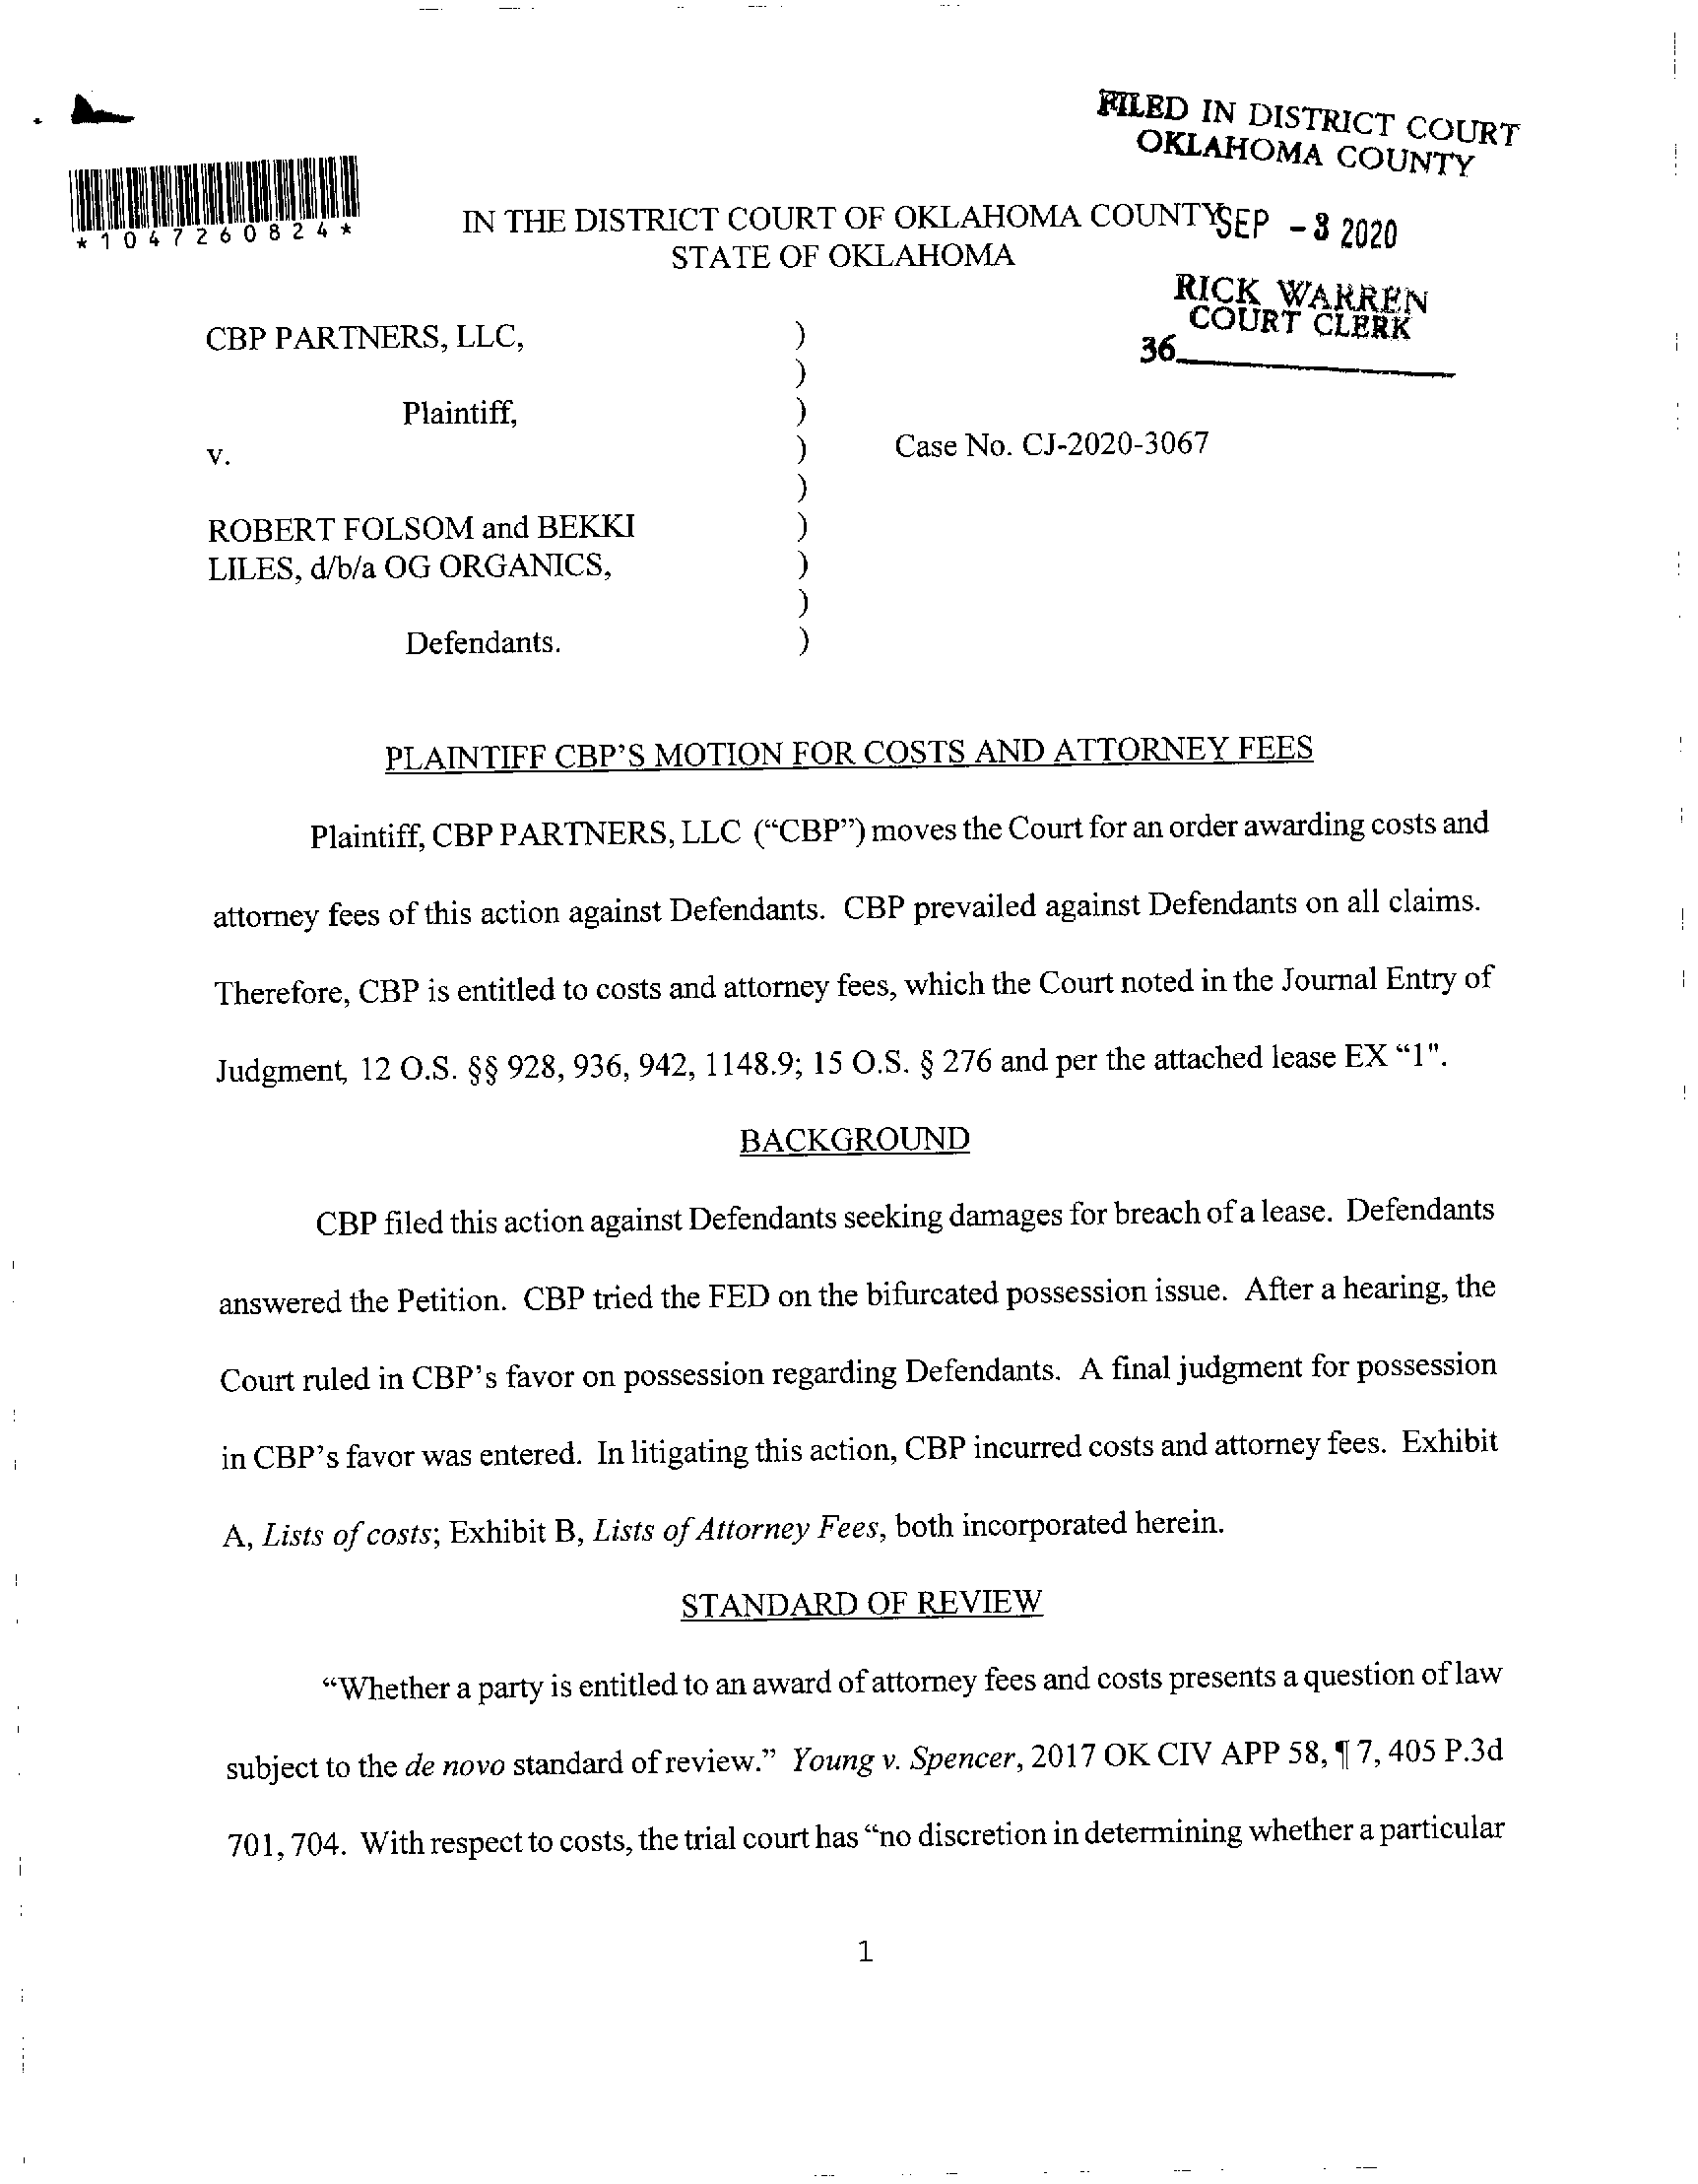 FILED IN DISTRICT COURT
OKLAHOMA COUNTY
*1047260824*
IN THE DISTRICT COURT OF OKLAHOMA COUNTY
SEP -3 2020
STATE OF OKLAHOMA
RICK WARREN
COURT CLERK
36
CBP PARTNERS, LLC, )
)
Plaintiff, )
v. ) Case No. CJ-2020-3067
)
ROBERT FOLSOM and BEKKI )
LILES, d/b/a OG ORGANICS, )
)
Defendants. )
PLAINTIFF CBP’S MOTION FOR COSTS AND ATTORNEY FEES
Plaintiff, CBP PARTNERS, LLC (“CBP”) moves the Court for an order awarding costs and
attorney fees of this action against Defendants. CBP prevailed against Defendants on all claims.
Therefore, CBP is entitled to costs and attorney fees, which the Court noted in the Journal Entry of
Judgment, 12 O.S. §§ 928, 936, 942, 1148.9; 15 O.S. § 276 and per the attached lease EX “1".
BACKGROUND
CBP filed this action against Defendants seeking damages for breach of a lease. Defendants
answered the Petition. CBP tried the FED on the bifurcated possession issue. After a hearing, the
Court ruled in CBP’s favor on possession regarding Defendants. A final judgment for possession
in CBP’s favor was entered. In litigating this action, CBP incurred costs and attorney fees. Exhibit
A, Lists of costs; Exhibit B, Lists of Attorney Fees, both incorporated herein.
STANDARD OF REVIEW
“Whether a party is entitled to an award of attorney fees and costs presents a question of law
subject to the de novo standard of review.” Young v. Spencer, 2017 OK CIV APP 58, ¶ 7, 405 P.3d
701, 704. With respect to costs, the trial court has “no discretion in determining whether a particular
1